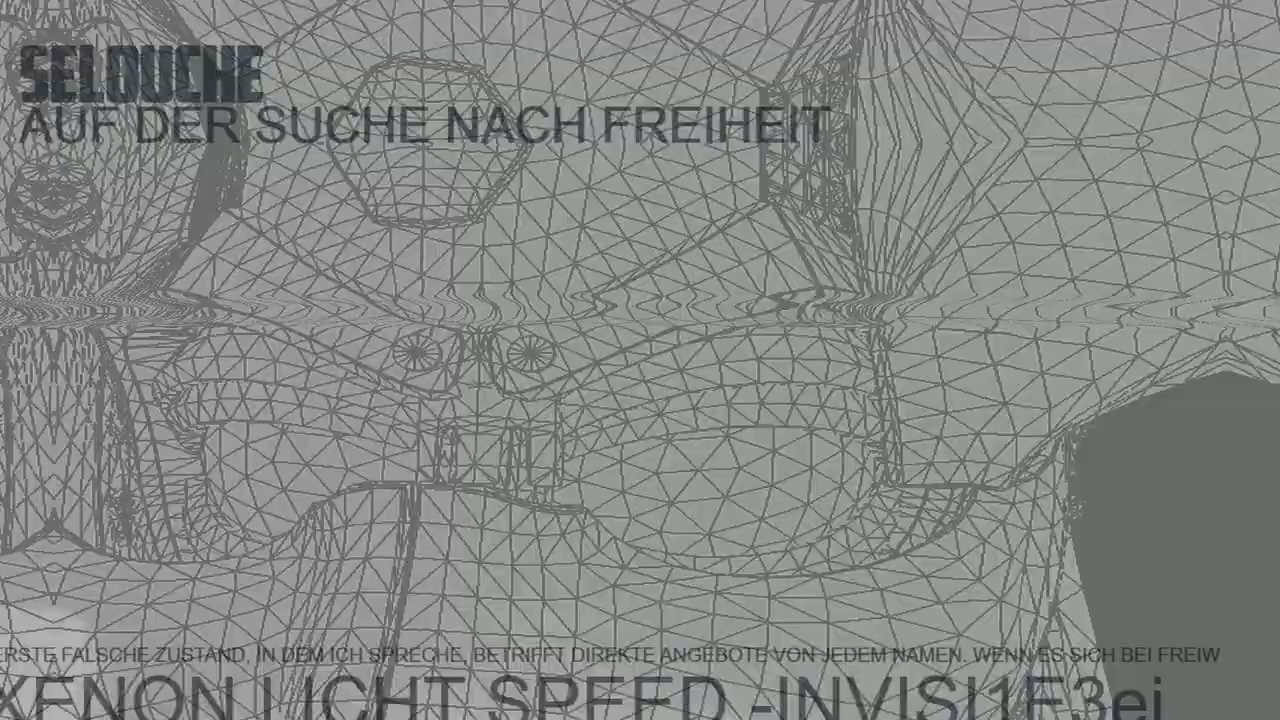 SELOUCHE
AUF DER SUCHE NACH FREIHEIT
ERSTE FALSCHE ZUSTAND, IN DEM ICH SPRECHE, BETRIFFT DIREKTE ANGEBOTE VON JEDEM NAMEN. WENN ES SICH BEI FREIW
XENON LICHT SPEED -INVISI1E3ei